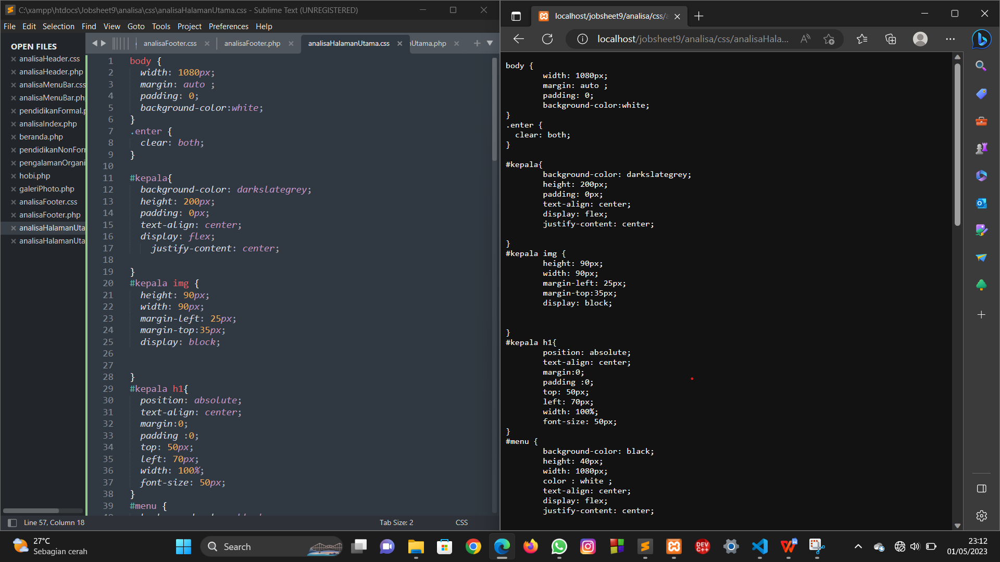 C:\xampp\htdocs\Jobsheet9\analisa\css\analisaHalamanUtama.css - Sublime Text (UNREGISTERED)
File Edit Selection Find View Goto Tools Project Preferences Help
OPEN FILES
analisaHeader.css
analisaHeader.php
analisaMenuBar.css
analisaMenuBar.ph
pendidikanFormal.p
analisaIndex.php
beranda.php
pendidikanNonForr
pengalamanOrgani
hobi.php
galeriPhoto.php
analisaFooter.css
analisaFooter.php
analisaHalamanUta
analisaHalamanUta
analisaFooter.css analisaFooter.php analisaHalamanUtama.css Utama.php
1 body {
2 width: 1080px;
3 margin: auto ;
4 padding: 0;
5 background-color:white;
6 }
7 .enter {
8 clear: both;
9 }
10
11 #kepala{
12 background-color: darkslategrey;
13 height: 200px;
14 padding: 0px;
15 text-align: center;
16 display: flex;
17 justify-content: center;
18
19 }
20 #kepala img {
21 height: 90px;
22 width: 90px;
23 margin-left: 25px;
24 margin-top:35px;
25 display: block;
26
27
28 }
29 #kepala h1{
30 position: absolute;
31 text-align: center;
32 margin:0;
33 padding :0;
34 top: 50px;
35 left: 70px;
36 width: 100%;
37 font-size: 50px;
38 }
39 #menu {
Line 57, Column 18 Tab Size: 2 CSS
localhost/jobsheet9/analisa/css/a
localhost/jobsheet9/analisa/css/analisaHala...
body {
width: 1080px;
margin: auto ;
padding: 0;
background-color:white;
}
.enter {
clear: both;
}
#kepala{
background-color: darkslategrey;
height: 200px;
padding: 0px;
text-align: center;
display: flex;
justify-content: center;
}
#kepala img {
height: 90px;
width: 90px;
margin-left: 25px;
margin-top:35px;
display: block;
}
#kepala h1{
position: absolute;
text-align: center;
margin:0;
padding :0;
top: 50px;
left: 70px;
width: 100%;
font-size: 50px;
}
#menu {
background-color: black;
height: 40px;
width: 1080px;
color : white ;
text-align: center;
display: flex;
justify-content: center;
27°C
Sebagian cerah
Search
DEV
C++
23:12
01/05/2023